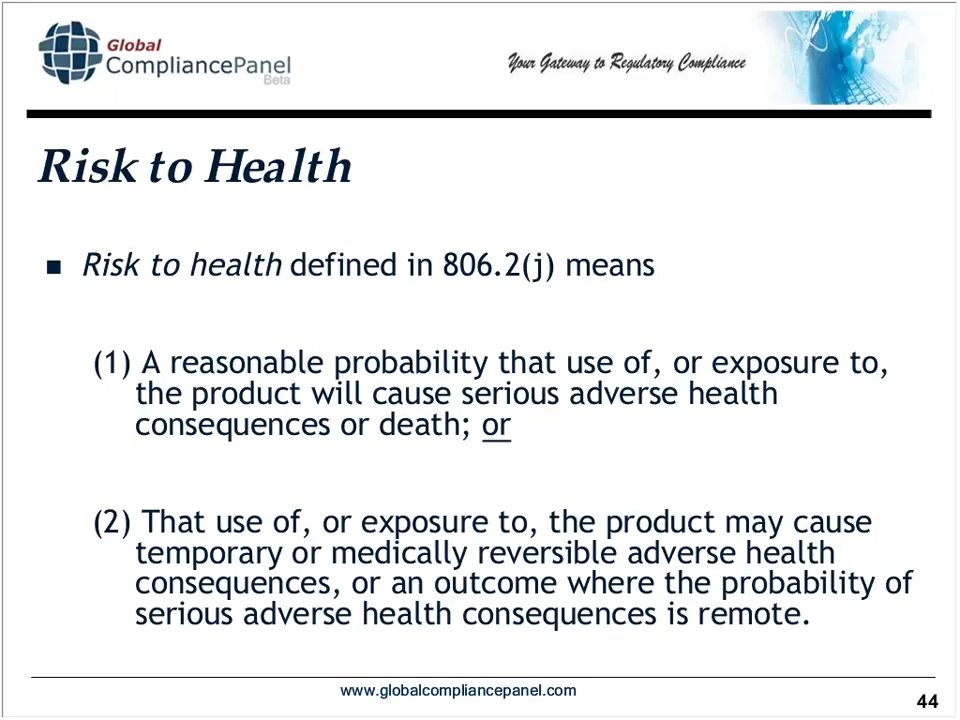 Global
CompliancePanel
Beta
Your Gateway to Regulatory Compliance
Risk to Health
■ Risk to health defined in 806.2(j) means
(1) A reasonable probability that use of, or exposure to,
the product will cause serious adverse health
consequences or death; or
(2) That use of, or exposure to, the product may cause
temporary or medically reversible adverse health
consequences, or an outcome where the probability of
serious adverse health consequences is remote.
www.globalcompliancepanel.com
44